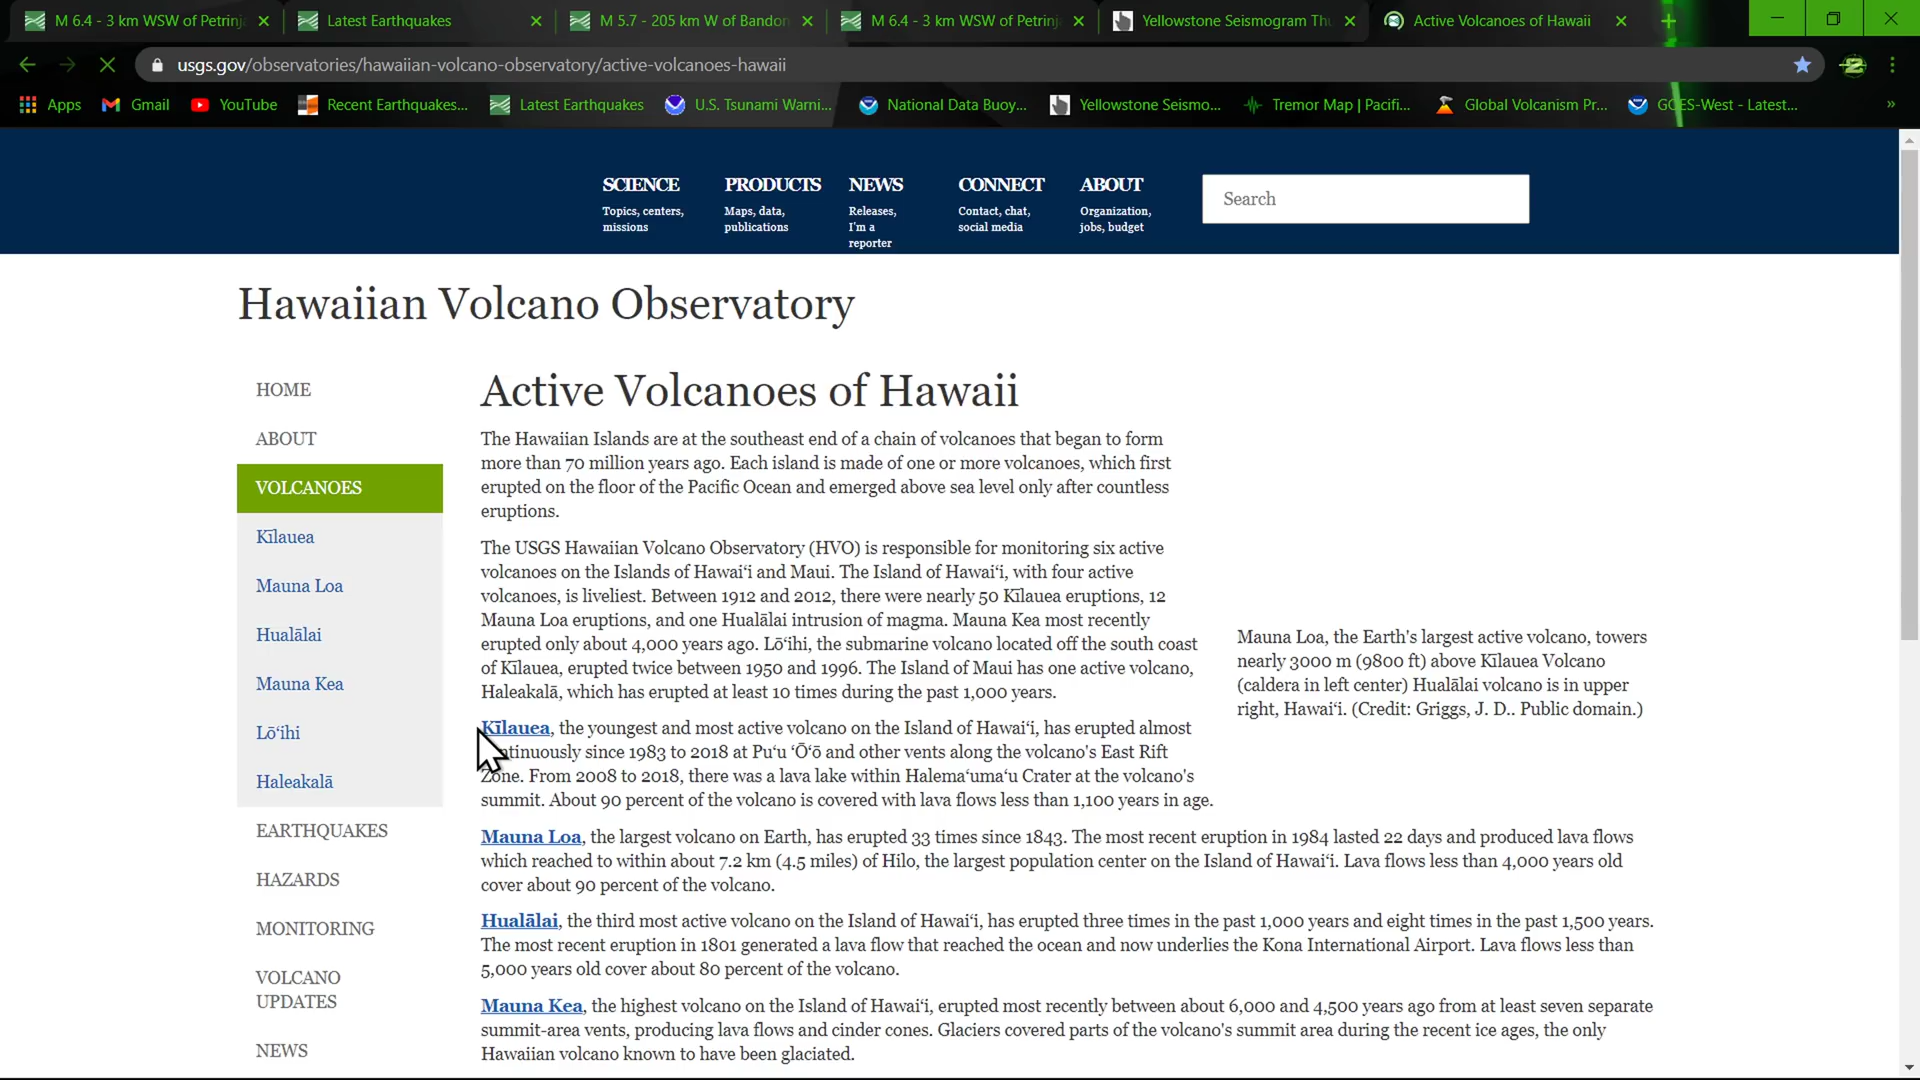 M 6.4 - 3 km WSW of Petrinj
Latest Earthquakes
M 5.7 - 205 km W of Bandon
M 6.4 - 3 km WSW of Petrinj
Yellowstone Seismogram Thu
Active Volcanoes of Hawaii
usgs.gov/observatories/hawaiian-volcano-observatory/active-volcanoes-hawaii
Apps
Gmail
YouTube
Recent Earthquakes...
Latest Earthquakes
U.S. Tsunami Warni...
National Data Buoy...
Yellowstone Seismo...
Tremor Map | Pacifi...
Global Volcanism Pr...
GOES-West - Latest...
»
SCIENCE
Topics, centers,
missions
PRODUCTS
Maps, data,
publications
NEWS
Releases,
I'm a
reporter
CONNECT
Contact, chat,
social media
ABOUT
Organization,
jobs, budget
Search
Hawaiian Volcano Observatory
HOME
ABOUT
VOLCANOES
Kīlauea
Mauna Loa
Hualālai
Mauna Kea
Lōʻihi
Haleakalā
EARTHQUAKES
HAZARDS
MONITORING
VOLCANO
UPDATES
NEWS
Active Volcanoes of Hawaii
The Hawaiian Islands are at the southeast end of a chain of volcanoes that began to form
more than 70 million years ago. Each island is made of one or more volcanoes, which first
erupted on the floor of the Pacific Ocean and emerged above sea level only after countless
eruptions.
The USGS Hawaiian Volcano Observatory (HVO) is responsible for monitoring six active
volcanoes on the Islands of Hawaiʻi and Maui. The Island of Hawaiʻi, with four active
volcanoes, is liveliest. Between 1912 and 2012, there were nearly 50 Kīlauea eruptions, 12
Mauna Loa eruptions, and one Hualālai intrusion of magma. Mauna Kea most recently
erupted only about 4,000 years ago. Lōʻihi, the submarine volcano located off the south coast
of Kīlauea, erupted twice between 1950 and 1996. The Island of Maui has one active volcano,
Haleakalā, which has erupted at least 10 times during the past 1,000 years.
Mauna Loa, the Earth's largest active volcano, towers
nearly 3000 m (9800 ft) above Kīlauea Volcano
(caldera in left center) Hualālai volcano is in upper
right, Hawaiʻi. (Credit: Griggs, J. D.. Public domain.)
Kīlauea, the youngest and most active volcano on the Island of Hawaiʻi, has erupted almost
continuously since 1983 to 2018 at Puʻu ʻŌʻō and other vents along the volcano's East Rift
Zone. From 2008 to 2018, there was a lava lake within Halemaʻumaʻu Crater at the volcano's
summit. About 90 percent of the volcano is covered with lava flows less than 1,100 years in age.
Mauna Loa, the largest volcano on Earth, has erupted 33 times since 1843. The most recent eruption in 1984 lasted 22 days and produced lava flows
which reached to within about 7.2 km (4.5 miles) of Hilo, the largest population center on the Island of Hawaiʻi. Lava flows less than 4,000 years old
cover about 90 percent of the volcano.
Hualālai, the third most active volcano on the Island of Hawaiʻi, has erupted three times in the past 1,000 years and eight times in the past 1,500 years.
The most recent eruption in 1801 generated a lava flow that reached the ocean and now underlies the Kona International Airport. Lava flows less than
5,000 years old cover about 80 percent of the volcano.
Mauna Kea, the highest volcano on the Island of Hawaiʻi, erupted most recently between about 6,000 and 4,500 years ago from at least seven separate
summit-area vents, producing lava flows and cinder cones. Glaciers covered parts of the volcano's summit area during the recent ice ages, the only
Hawaiian volcano known to have been glaciated.